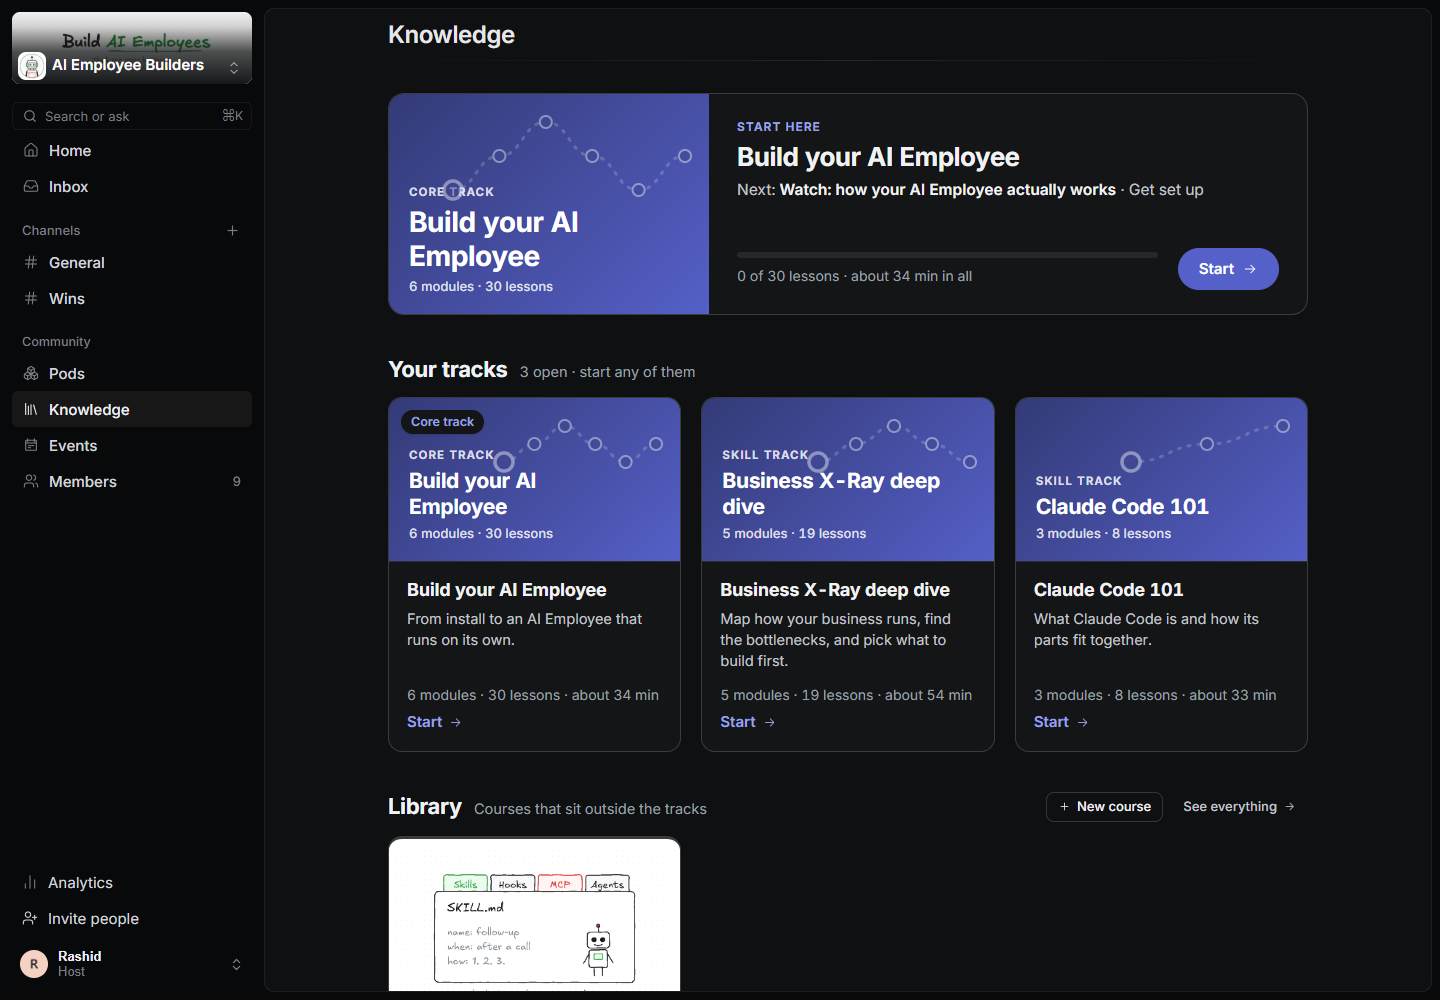 Build AI Employees
AI Employee Builders
Search or ask
⌘K
Home
Inbox
Channels
General
Wins
Community
Pods
Knowledge
Events
Members
9
Analytics
Invite people
R
Rashid
Host
Knowledge
CORE TRACK
Build your AI
Employee
6 modules · 30 lessons
START HERE
Build your AI Employee
Next: Watch: how your AI Employee actually works · Get set up
0 of 30 lessons · about 34 min in all
Start →
Your tracks
3 open · start any of them
Core track
CORE TRACK
Build your AI
Employee
6 modules · 30 lessons
Build your AI Employee
From install to an AI Employee that
runs on its own.
6 modules · 30 lessons · about 34 min
Start →
SKILL TRACK
Business X-Ray deep
dive
5 modules · 19 lessons
Business X-Ray deep dive
Map how your business runs, find
the bottlenecks, and pick what to
build first.
5 modules · 19 lessons · about 54 min
Start →
SKILL TRACK
Claude Code 101
3 modules · 8 lessons
Claude Code 101
What Claude Code is and how its
parts fit together.
3 modules · 8 lessons · about 33 min
Start →
Library
Courses that sit outside the tracks
+ New course
See everything →
Skills
Hooks
MCP
Agents
SKILL.md
name: follow-up
when: after a call
how: 1. 2. 3.